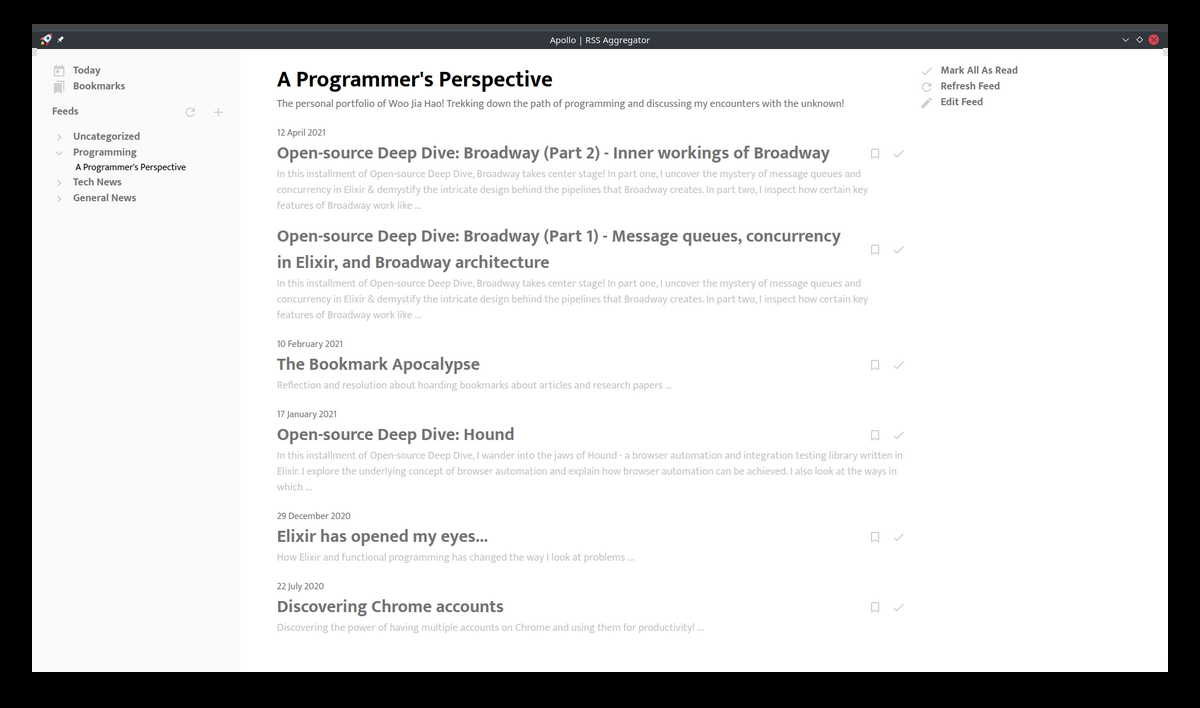 Apollo | RSS Aggregator
Today
Bookmarks
Feeds
Uncategorized
Programming
A Programmer's Perspective
Tech News
General News
A Programmer's Perspective
The personal portfolio of Woo Jia Hao! Trekking down the path of programming and discussing my encounters with the unknown!
12 April 2021
Open-source Deep Dive: Broadway (Part 2) - Inner workings of Broadway
In this installment of Open-source Deep Dive, Broadway takes center stage! In part one, I uncover the mystery of message queues and
concurrency in Elixir & demystify the intricate design behind the pipelines that Broadway creates. In part two, I inspect how certain key
features of Broadway work like ...
Open-source Deep Dive: Broadway (Part 1) - Message queues, concurrency
in Elixir, and Broadway architecture
In this installment of Open-source Deep Dive, Broadway takes center stage! In part one, I uncover the mystery of message queues and
concurrency in Elixir & demystify the intricate design behind the pipelines that Broadway creates. In part two, I inspect how certain key
features of Broadway work like ...
10 February 2021
The Bookmark Apocalypse
Reflection and resolution about hoarding bookmarks about articles and research papers ...
17 January 2021
Open-source Deep Dive: Hound
In this installment of Open-source Deep Dive, I wander into the jaws of Hound - a browser automation and integration testing library written in
Elixir. I explore the underlying concept of browser automation and explain how browser automation can be achieved. I also look at the ways in
which ...
29 December 2020
Elixir has opened my eyes...
How Elixir and functional programming has changed the way I look at problems ...
22 July 2020
Discovering Chrome accounts
Discovering the power of having multiple accounts on Chrome and using them for productivity! ...
Mark All As Read
Refresh Feed
Edit Feed